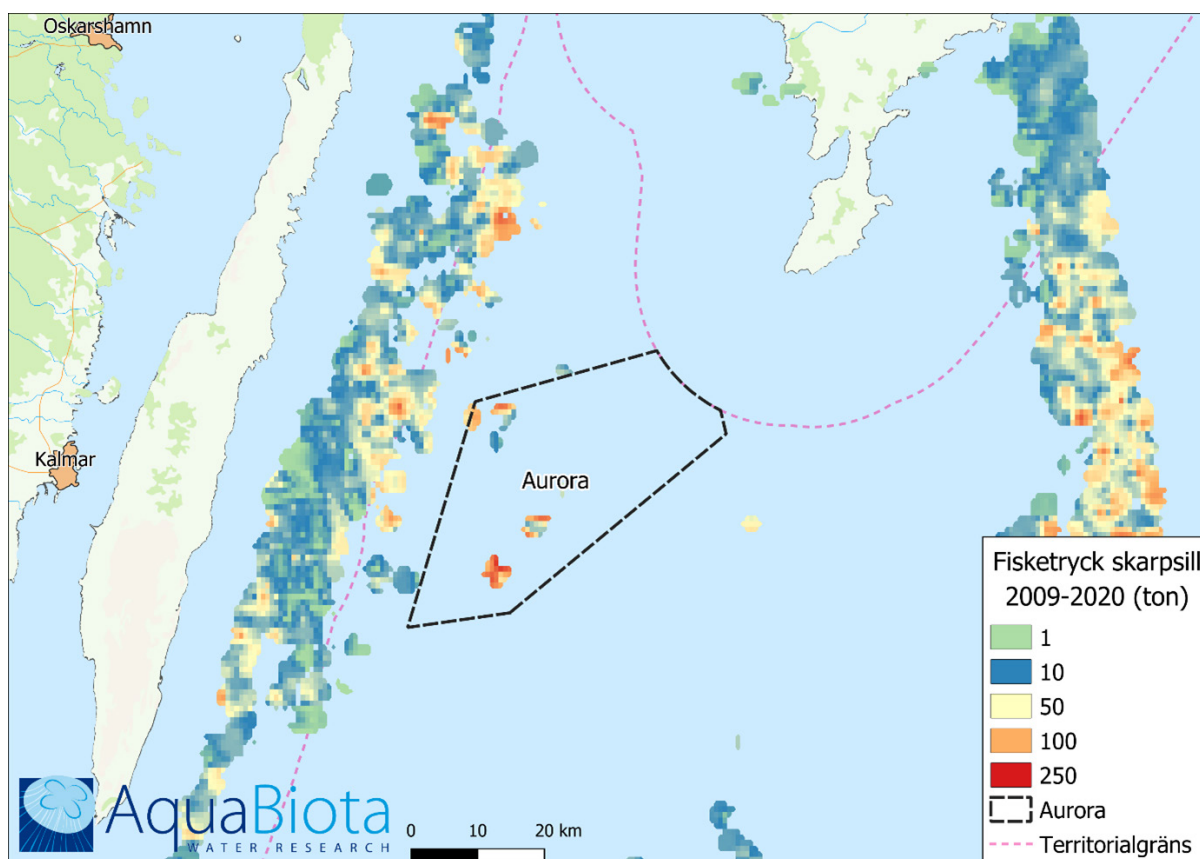 Oskarshamn
Kalmar
Aurora
Fisketryck skarpsill
2009-2020 (ton)
1
10
50
100
250
Aurora
Territorialgräns
AquaBiota
WATER RESEARCH
0 10 20 km